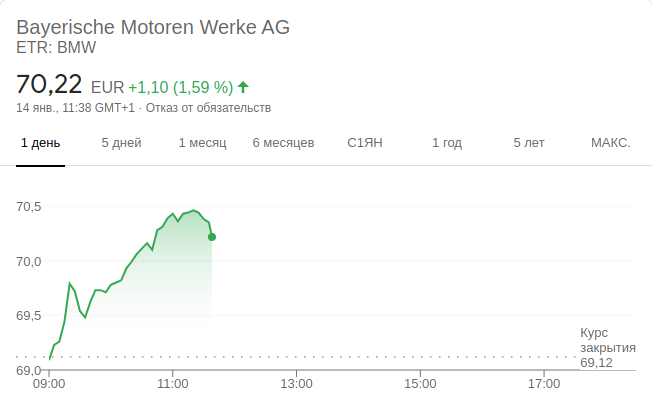 Bayerische Motoren Werke AG
ETR: BMW
70,22 EUR +1,10 (1,59 %)
14 янв., 11:38 GMT+1 · Отказ от обязательств
1 день 5 дней 1 месяц 6 месяцев С1ЯН 1 год 5 лет МАКС.
70,5
70,0
69,5
Курс
закрытия
69,12
69,0
09:00 11:00 13:00 15:00 17:00